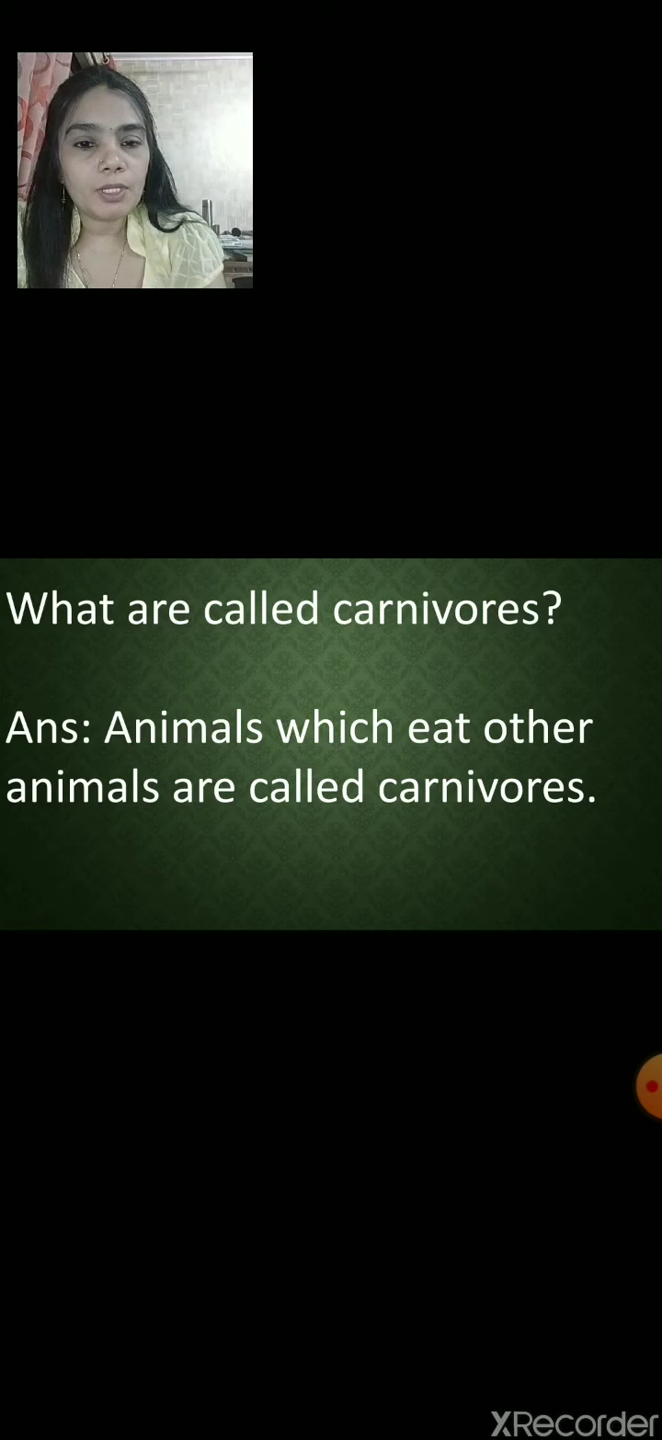 What are called carnivores?
Ans: Animals which eat other
animals are called carnivores.
XRecorder